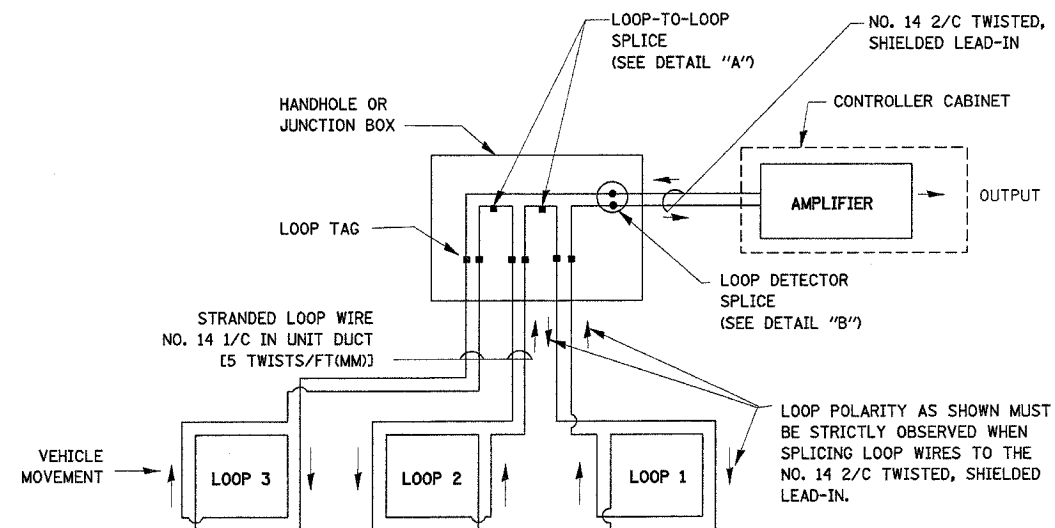 LOOP-TO-LOOP
SPLICE
(SEE DETAIL "A")
NO. 14 2/C TWISTED,
SHIELDED LEAD-IN
HANDHOLE OR
JUNCTION BOX
CONTROLLER CABINET
AMPLIFIER
OUTPUT
LOOP TAG
LOOP DETECTOR
SPLICE
(SEE DETAIL "B")
STRANDED LOOP WIRE
NO. 14 1/C IN UNIT DUCT
[5 TWISTS/FT(MM)]
LOOP POLARITY AS SHOWN MUST
BE STRICTLY OBSERVED WHEN
SPLICING LOOP WIRES TO THE
NO. 14 2/C TWISTED, SHIELDED
LEAD-IN.
VEHICLE
MOVEMENT
LOOP 3
LOOP 2
LOOP 1